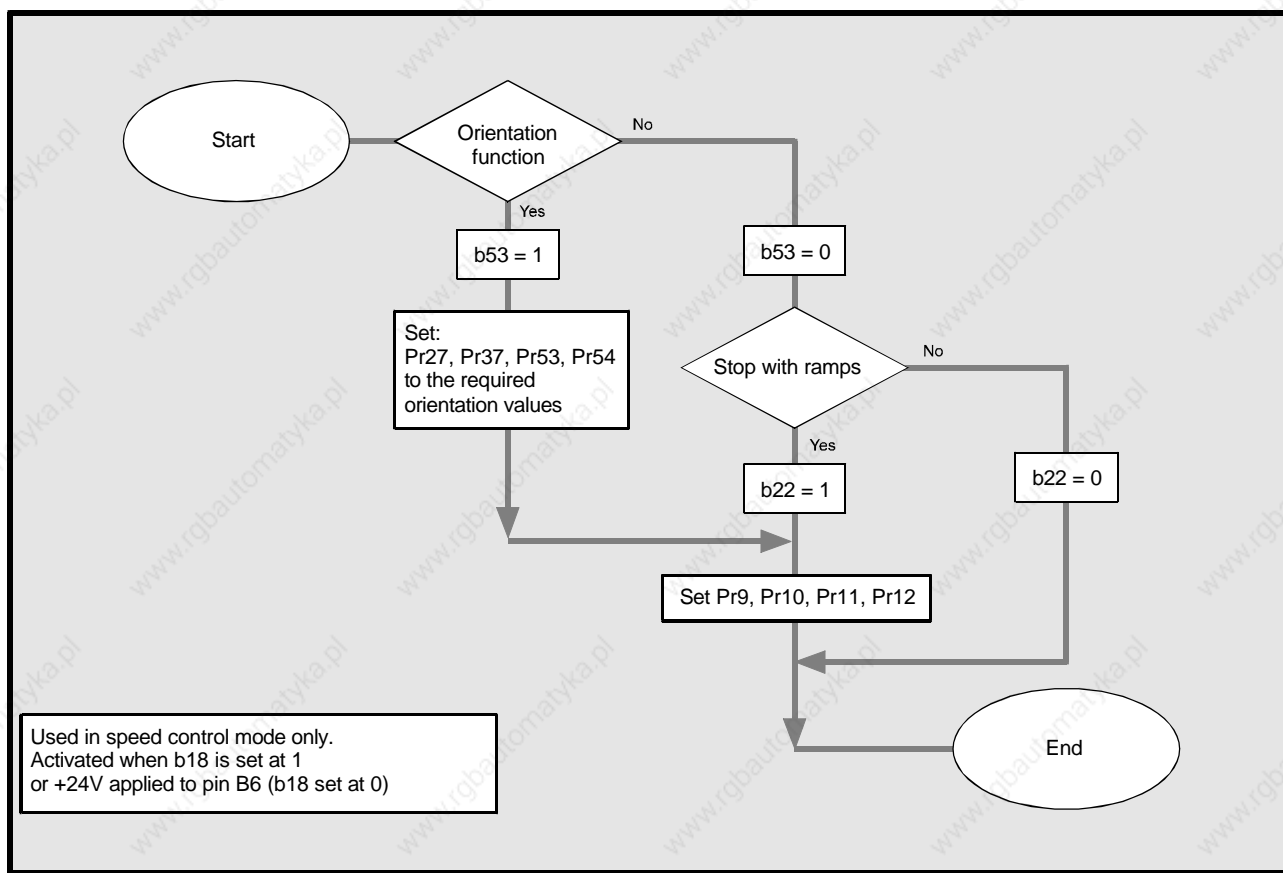 Start
Orientation
function
No
Yes
b53 = 1
b53 = 0
Set:
Pr27, Pr37, Pr53, Pr54
to the required
orientation values
Stop with ramps
No
Yes
b22 = 1
b22 = 0
Set Pr9, Pr10, Pr11, Pr12
Used in speed control mode only.
Activated when b18 is set at 1
or +24V applied to pin B6 (b18 set at 0)
End
www.rgbautomatyka.pl